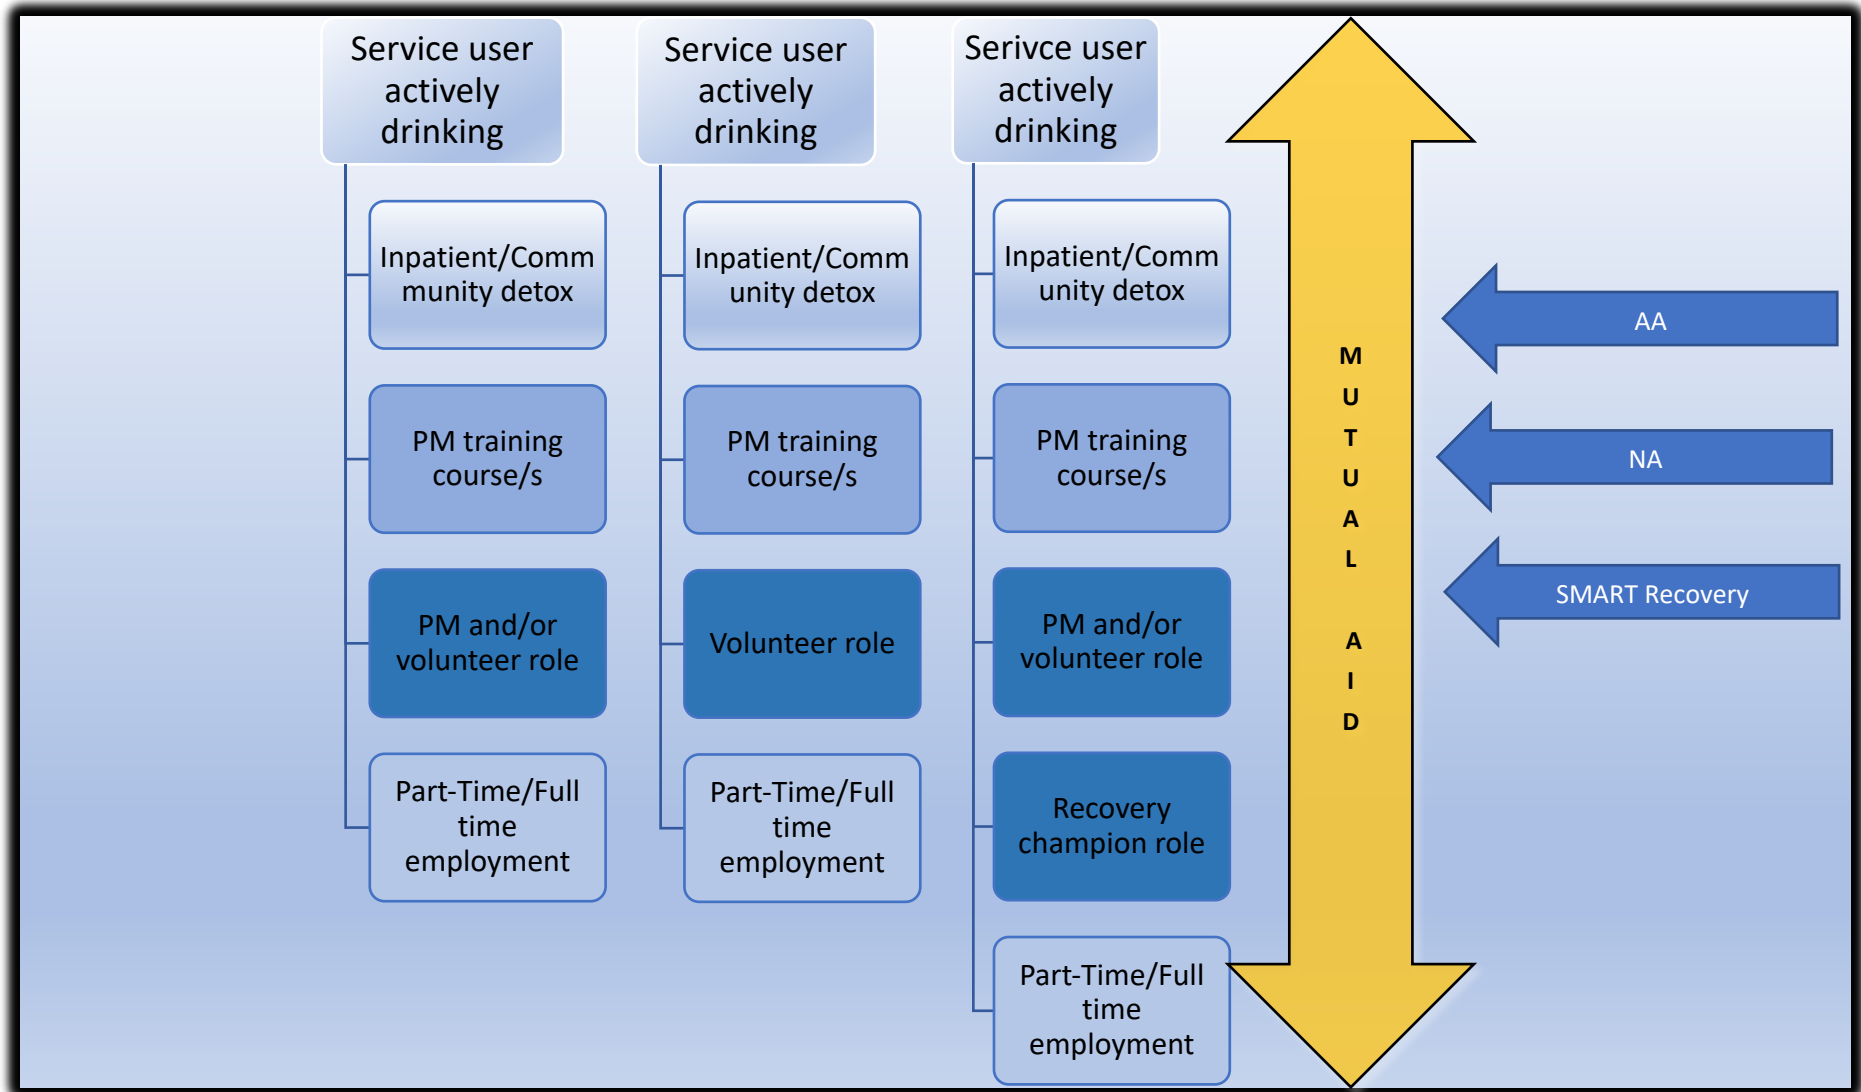 Service user
actively
drinking
Inpatient/Comm
munity detox
PM training
course/s
PM and/or
volunteer role
Part-Time/Full
time
employment
Service user
actively
drinking
Inpatient/Comm
unity detox
PM training
course/s
Volunteer role
Part-Time/Full
time
employment
Serivce user
actively
drinking
Inpatient/Comm
unity detox
PM training
course/s
PM and/or
volunteer role
Recovery
champion role
Part-Time/Full
time
employment
M
U
T
U
A
L
A
I
D
AA
NA
SMART Recovery